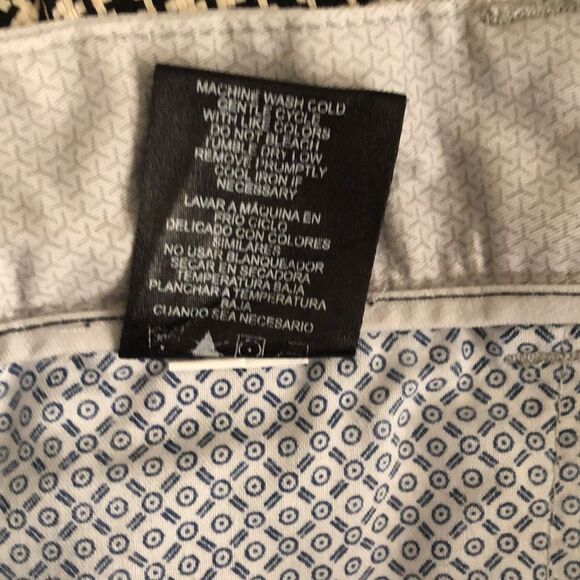 MACHINE WASH COLD
GENTLE CYCLE
WITH LIKE COLORS
DO NOT BLEACH
TUMBLE DRY LOW
REMOVE PROMPTLY
COOL IRON IF
NECESSARY
LAVAR A MAQUINA EN
FRIO CICLO
DELICADO CON COLORES
SIMILARES
NO USAR BLANQUEADOR
SECAR EN SECADORA
TEMPERATURA BAJA
PLANCHAR A TEMPERATURA
BAJA
CUANDO SEA NECESARIO